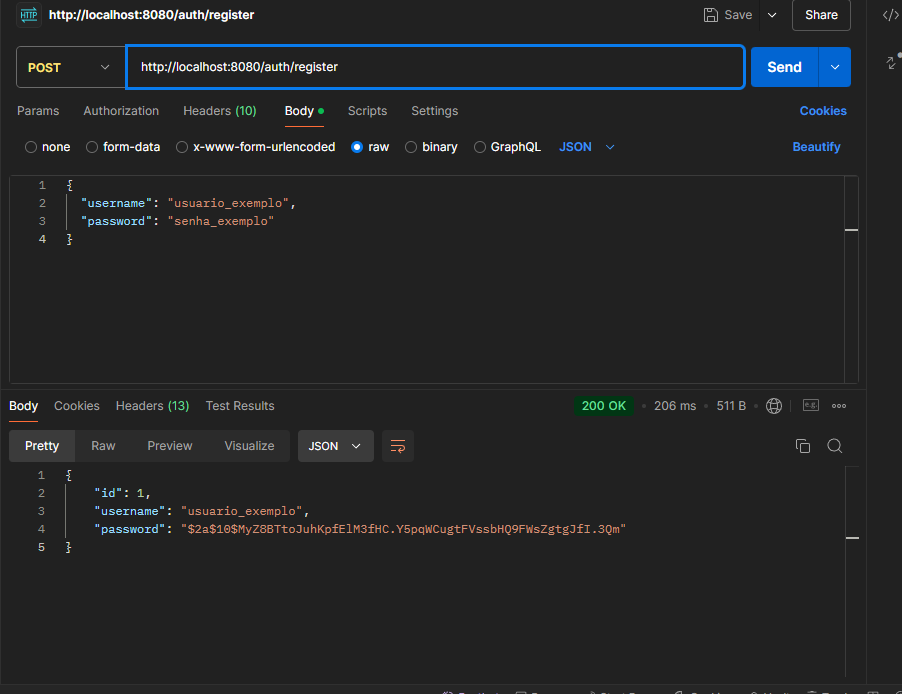 HTTP http://localhost:8080/auth/register Save Share
POST http://localhost:8080/auth/register Send
Params Authorization Headers (10) Body Scripts Settings Cookies
none form-data x-www-form-urlencoded raw binary GraphQL JSON Beautify
1 {
2 "username": "usuario_exemplo",
3 "password": "senha_exemplo"
4 }
Body Cookies Headers (13) Test Results 200 OK 206 ms 511 B e.g.
Pretty Raw Preview Visualize JSON
1 {
2 "id": 1,
3 "username": "usuario_exemplo",
4 "password": "$2a$10$MyZ8BTtoJuhKpfElM3fHC.Y5pqWCugtFVssbHQ9FWsZgtgJfI.3Qm"
5 }